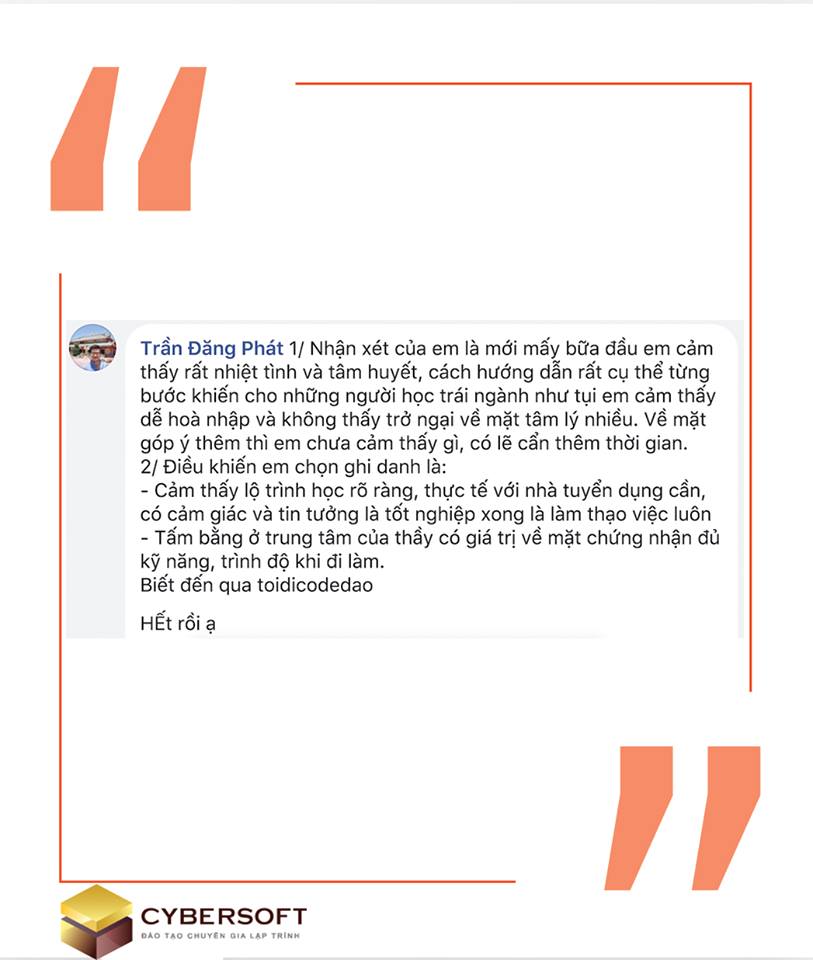 Trần Đăng Phát 1/ Nhận xét của em là mới mấy bữa đầu em cảm
thấy rất nhiệt tình và tâm huyết, cách hướng dẫn rất cụ thể từng
bước khiến cho những người học trái ngành như tụi em cảm thấy
dễ hoà nhập và không thấy trở ngại về mặt tâm lý nhiều. Về mặt
góp ý thêm thì em chưa cảm thấy gì, có lẽ cẩn thêm thời gian.
2/ Điều khiến em chọn ghi danh là:
- Cảm thấy lộ trình học rõ ràng, thực tế với nhà tuyển dụng cần,
có cảm giác và tin tưởng là tốt nghiệp xong là làm thạo việc luôn
- Tấm bằng ở trung tâm của thầy có giá trị về mặt chứng nhận đủ
kỹ năng, trình độ khi đi làm.
Biết đến qua toidicodedao
HẾt rồi ạ
CYBERSOFT
ĐÀO TẠO CHUYÊN GIA LẬP TRÌNH